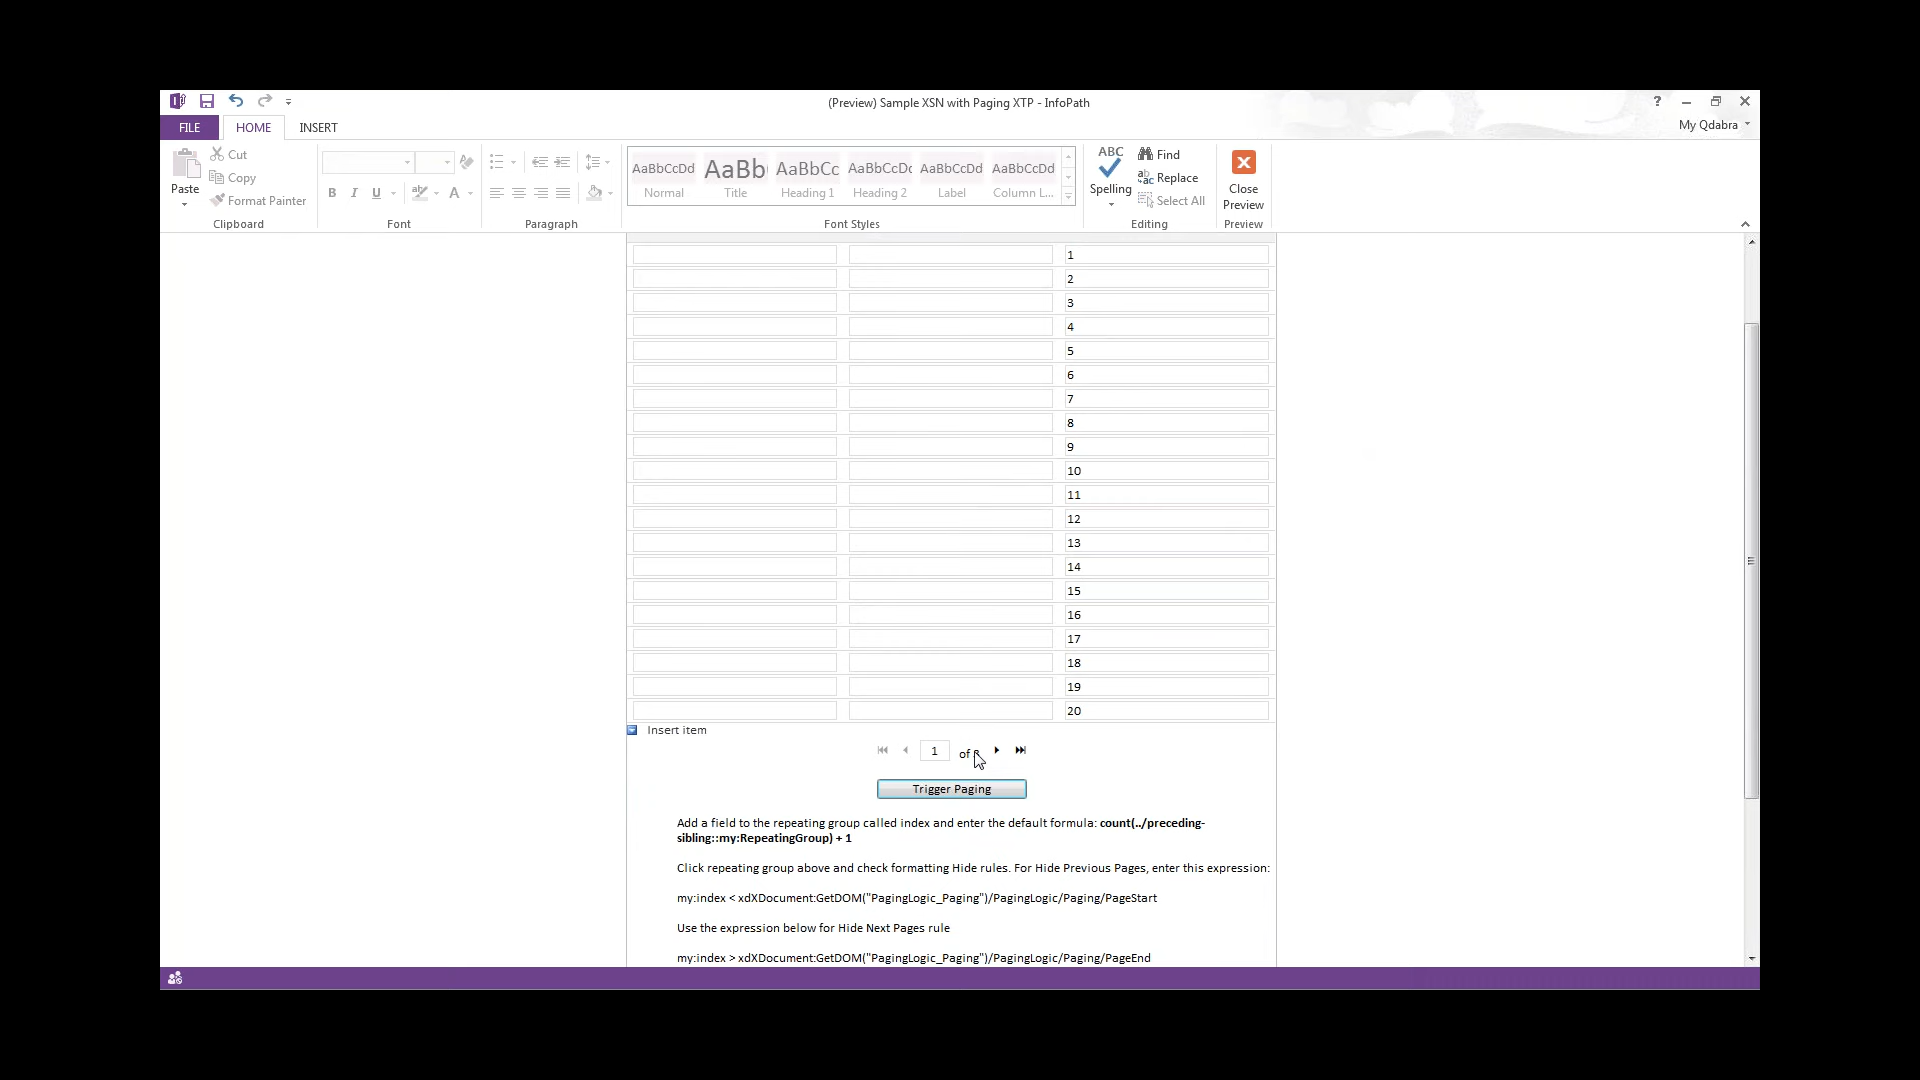 (Preview) Sample XSN with Paging XTP - InfoPath
?
My Qdabra
FILE HOME INSERT
Paste
Cut
Copy
Format Painter
Clipboard
B I U A
Font
Paragraph
AaBbCcDd AaBb AaBbCc AaBbCcDc AaBbCcDd AaBbCcDd
Normal Title Heading 1 Heading 2 Label Column L...
Font Styles
ABC
Spelling
Find
Replace
Select All
Editing
Close
Preview
Preview
1
2
3
4
5
6
7
8
9
10
11
12
13
14
15
16
17
18
19
20
Insert item
1 of
Trigger Paging
Add a field to the repeating group called index and enter the default formula: count(../preceding-
sibling::my:RepeatingGroup) + 1
Click repeating group above and check formatting Hide rules. For Hide Previous Pages, enter this expression:
my:index < xdXDocument:GetDOM("PagingLogic_Paging")/PagingLogic/Paging/PageStart
Use the expression below for Hide Next Pages rule
my:index > xdXDocument:GetDOM("PagingLogic_Paging")/PagingLogic/Paging/PageEnd